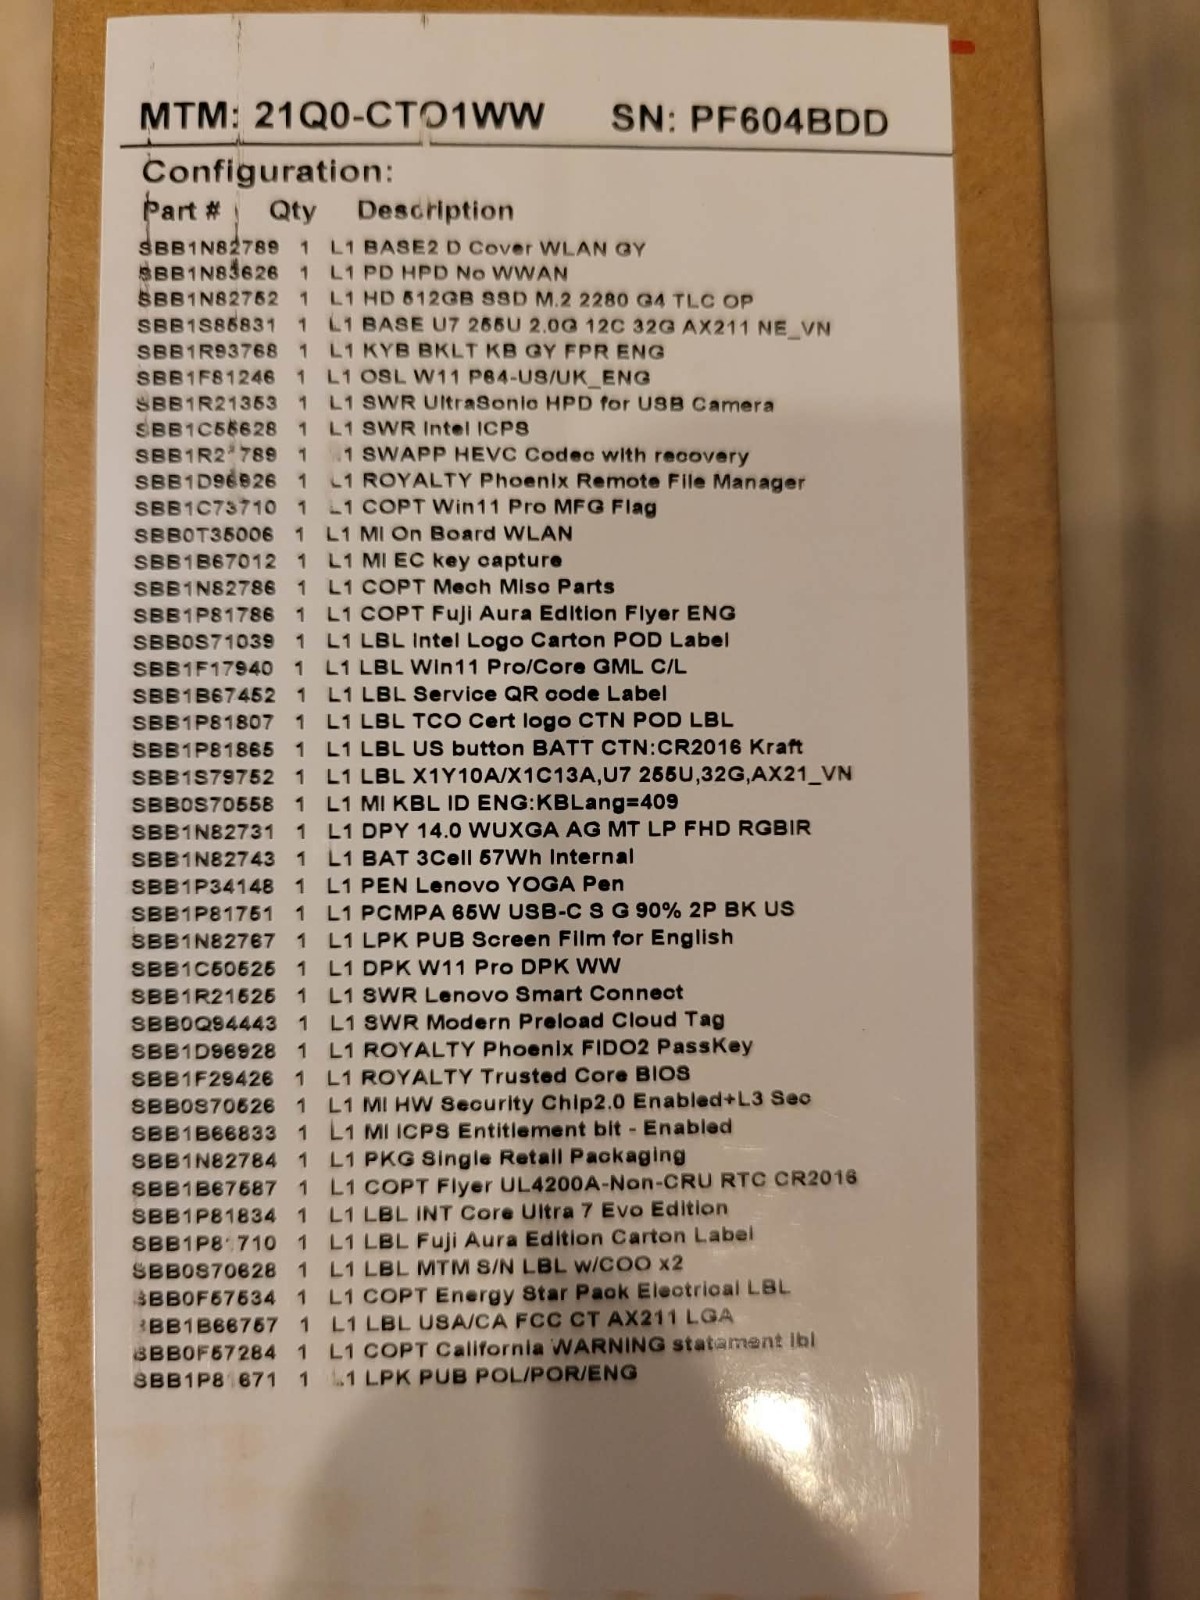 MTM: 21Q0-CTO1WW SN: PF604BDD
Configuration:
Part # Qty Description
SBB1N82789 1 L1 BASE2 D Cover WLAN GY
SBB1N83626 1 L1 PD HPD No WWAN
SBB1N82752 1 L1 HD 512GB SSD M.2 2280 G4 TLC OP
SBB1S85831 1 L1 BASE U7 255U 2.0G 12C 32G AX211 NE_VN
SBB1R93768 1 L1 KYB BKLT KB GY FPR ENG
SBB1F81246 1 L1 OSL W11 P64-US/UK_ENG
SBB1R21353 1 L1 SWR UltraSonic HPD for USB Camera
SBB1C55628 1 L1 SWR Intel ICPS
1 L1 SWAPP HEVC Codec with recovery
SBB1D96926 1 L1 ROYALTY Phoenix Remote File Manager
SBB1C73710 1 L1 COPT Win11 Pro MFG Flag
SBB0T35006 1 L1 MI On Board WLAN
SBB1B67012 1 L1 MI EC key capture
SBB1N82786 1 L1 COPT Mech Misc Parts
SBB1P81786 1 L1 COPT Fuji Aura Edition Flyer ENG
SBB0S71039 1 L1 LBL Intel Logo Carton POD Label
SBB1F17940 1 L1 LBL Win11 Pro/Core GML C/L
SBB1B67452 1 L1 LBL Service QR code Label
SBB1P81807 1 L1 LBL TCO Cert logo CTN POD LBL
SBB1P81865 1 L1 LBL US button BATT CTN:CR2016 Kraft
SBB1S79752 1 L1 LBL X1Y10A/X1C13A,U7 255U,32G,AX21_VN
SBB0S70558 1 L1 MI KBL ID ENG:KBLang=409
SBB1N82731 1 L1 DPY 14.0 WUXGA AG MT LP FHD RGBIR
SBB1N82743 1 L1 BAT 3Cell 57Wh Internal
SBB1P34148 1 L1 PEN Lenovo YOGA Pen
SBB1P81751 1 L1 PCMPA 65W USB-C S G 90% 2P BK US
SBB1N82767 1 L1 LPK PUB Screen Film for English
SBB1C50525 1 L1 DPK W11 Pro DPK WW
SBB1R21525 1 L1 SWR Lenovo Smart Connect
SBB0Q94443 1 L1 SWR Modern Preload Cloud Tag
SBB1D96928 1 L1 ROYALTY Phoenix FIDO2 PassKey
SBB1F29426 1 L1 ROYALTY Trusted Core BIOS
SBB0S70526 1 L1 MI HW Security Chip2.0 Enabled+L3 Sec
SBB1B66833 1 L1 MI ICPS Entitlement bit - Enabled
SBB1N82784 1 L1 PKG Single Retail Packaging
SBB1B67587 1 L1 COPT Flyer UL4200A-Non-CRU RTC CR2016
SBB1P81834 1 L1 LBL INT Core Ultra 7 Evo Edition
SBB1P81710 1 L1 LBL Fuji Aura Edition Carton Label
SBB0S70628 1 L1 LBL MTM S/N LBL w/COO x2
SBB0F57534 1 L1 COPT Energy Star Pack Electrical LBL
SBB1B66757 1 L1 LBL USA/CA FCC CT AX211 LGA
SBB0F57284 1 L1 COPT California WARNING statement lbl
1 L1 LPK PUB POL/POR/ENG